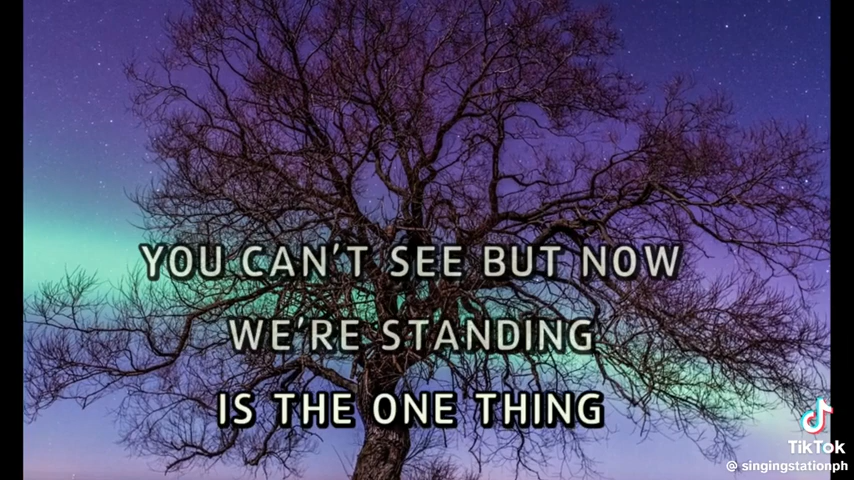 YOU CAN'T SEE BUT NOW
WE'RE STANDING
IS THE ONE THING
TikTok
@ singingstationph